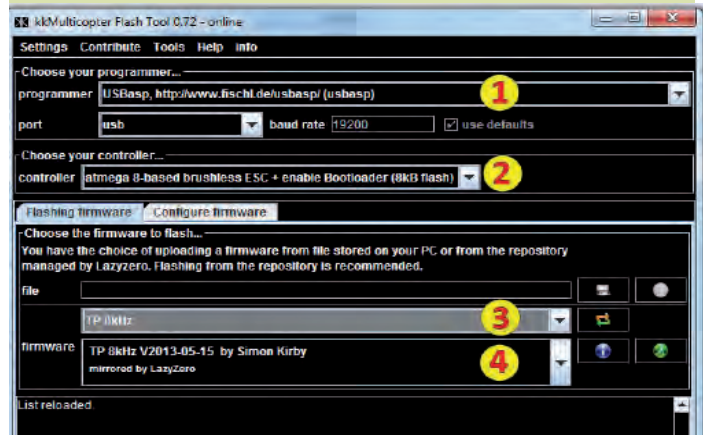 kkMulticopter Flash Tool 0.72 - online
Settings Contribute Tools Help Info
Choose your programmer...
programmer USBasp, http://www.fischl.de/usbasp/ (usbasp) 1
port usb baud rate 19200 use defaults
Choose your controller...
controller atmega 8-based brushless ESC + enable Bootloader (8kB flash) 2
Flashing firmware Configure firmware
Choose the firmware to flash...
You have the choice of uploading a firmware from file stored on your PC or from the repository
managed by Lazyzero. Flashing from the repository is recommended.
file
TP 8kHz 3
firmware TP 8kHz V2013-05-15 by Simon Kirby
mirrored by LazyZero 4
List reloaded.